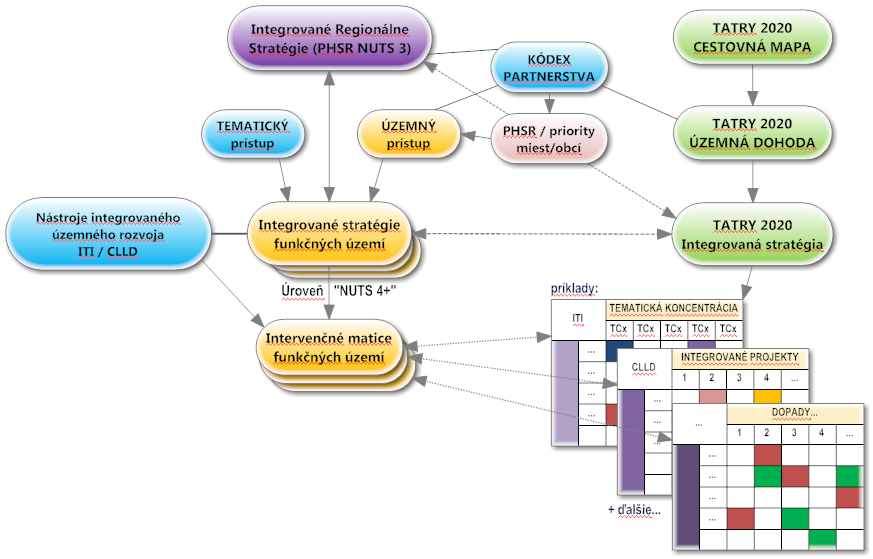 Integrované Regionálne
Stratégie (PHSR NUTS 3)
KÓDEX
PARTNERSTVA
TATRY 2020
CESTOVNÁ MAPA
TEMATICKÝ
prístup
ÚZEMNÝ
prístup
PHSR / priority
miest/obcí
TATRY 2020
ÚZEMNÁ DOHODA
Nástroje integrovaného
územného rozvoja
ITI / CLLD
Integrované stratégie
funkčných území
TATRY 2020
Integrovaná stratégia
Úroveň "NUTS 4+"
Intervenčné matice
funkčných území
príklady:
ITI
TEMATICKÁ KONCENTRÁCIA
TCx TCx TCx TCx TCx
...
...
...
...
CLLD
INTEGROVANÉ PROJEKTY
1 2 3 4 ...
...
...
...
...
DOPADY...
1 2 3 4 ...
...
...
...
...
...
+ ďalšie...